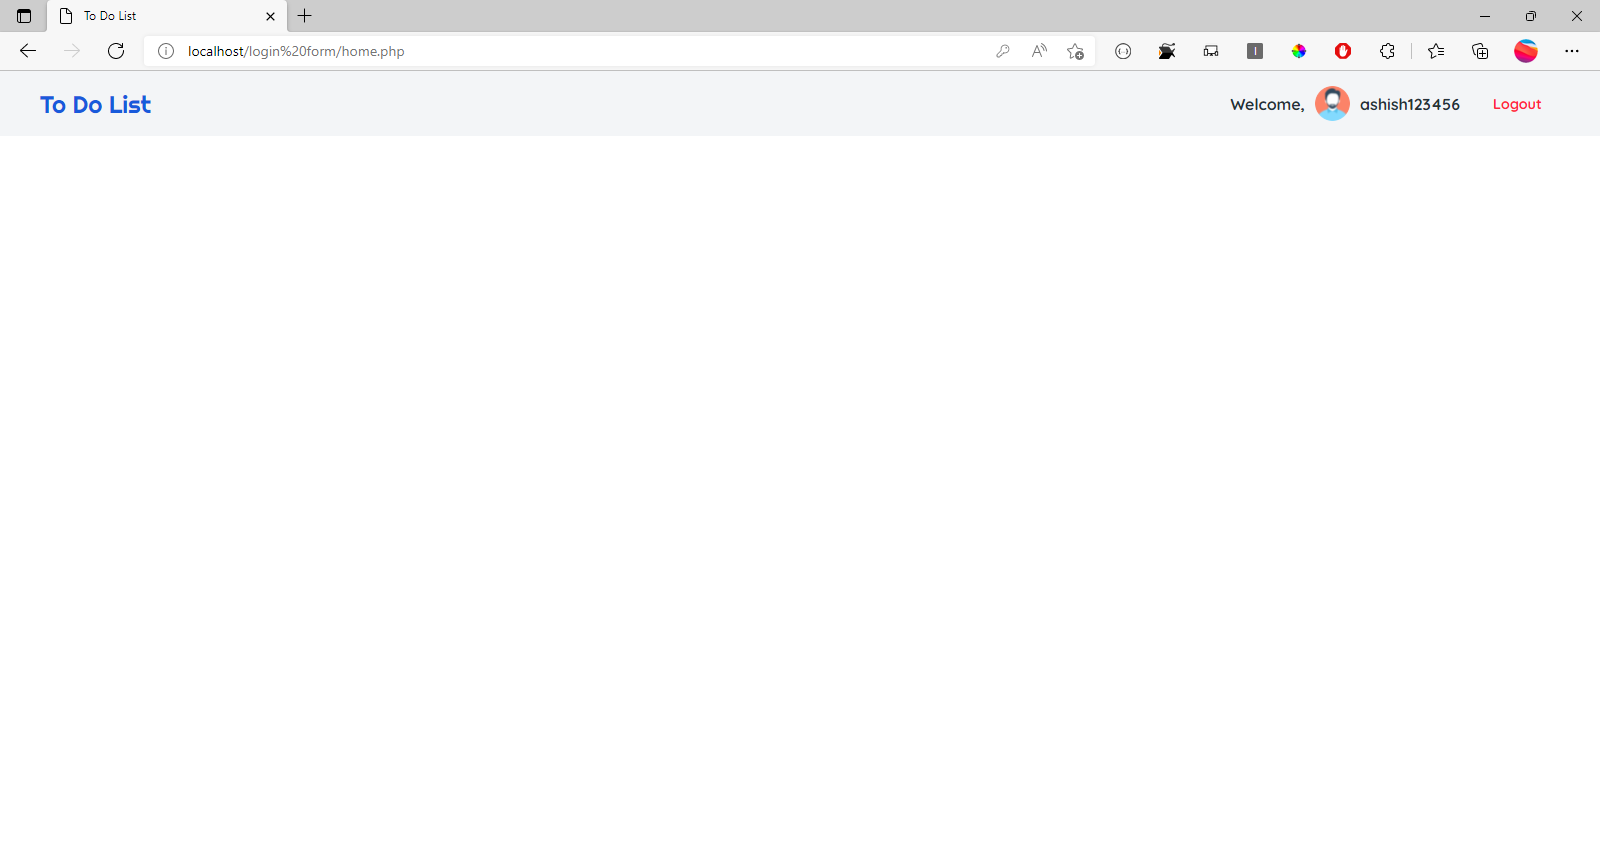 To Do List
localhost/login%20form/home.php
To Do List
Welcome, ashish123456 Logout